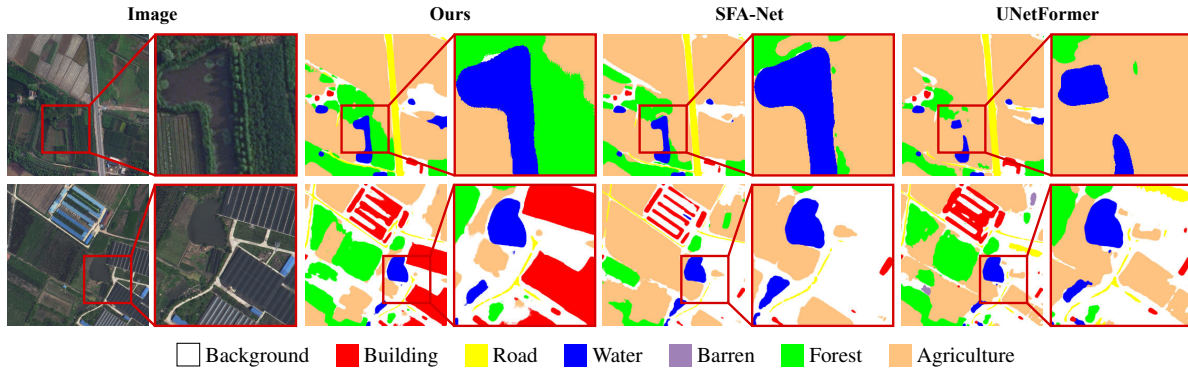 Image Ours SFA-Net UNetFormer
Background Building Road Water Barren Forest Agriculture